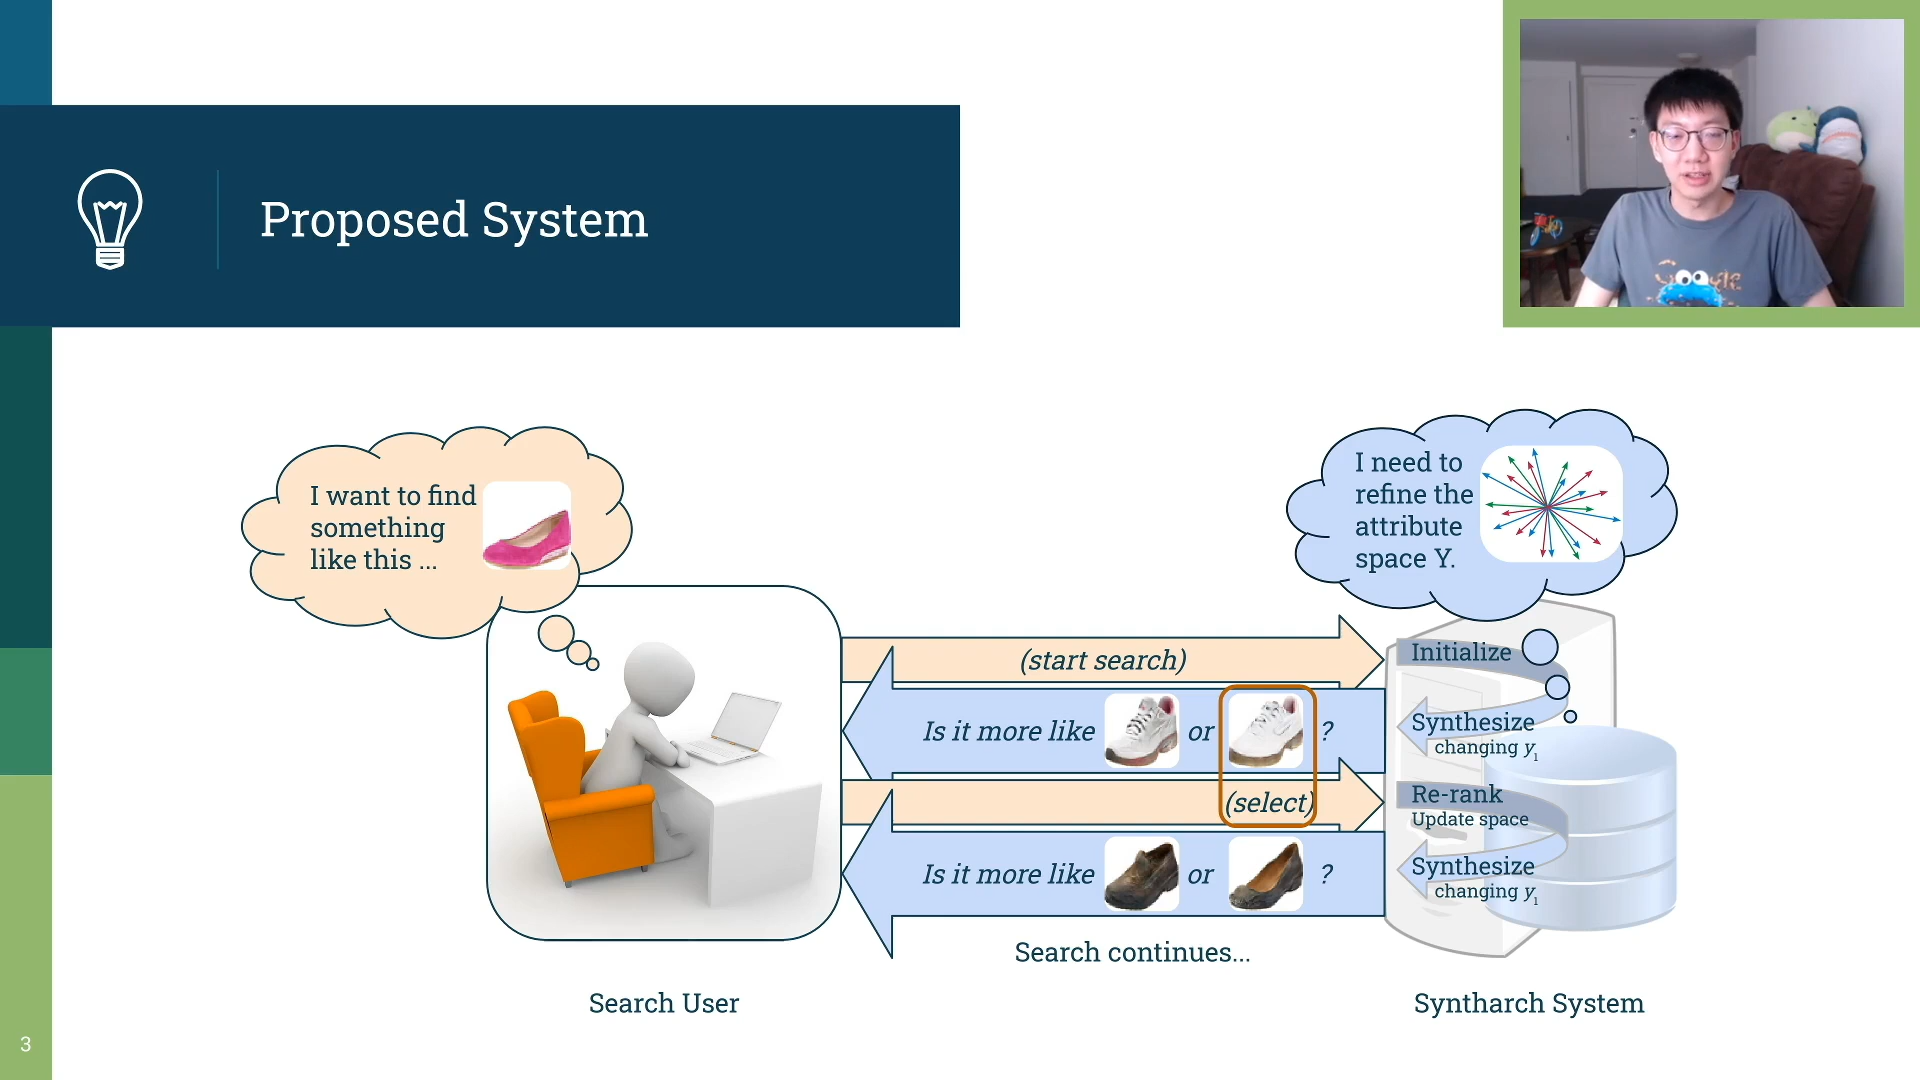 Proposed System
I want to find
something
like this ...
I need to
refine the
attribute
space Y.
(start search)
Initialize
Is it more like or ?
Synthesize
changing y₁
(select)
Re-rank
Update space
Is it more like or ?
Synthesize
changing y₁
Search continues...
Search User
Syntharch System
3